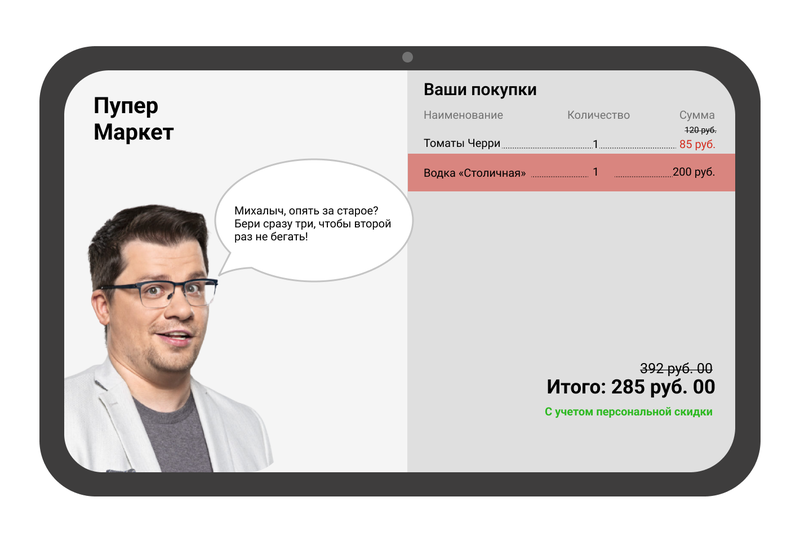 Пупер
Маркет
Михалыч, опять за старое?
Бери сразу три, чтобы второй
раз не бегать!
Ваши покупки
Наименование Количество Сумма
120 руб.
Томаты Черри 1 85 руб.
Водка «Столичная» 1 200 руб.
392 руб. 00
Итого: 285 руб. 00
С учетом персональной скидки